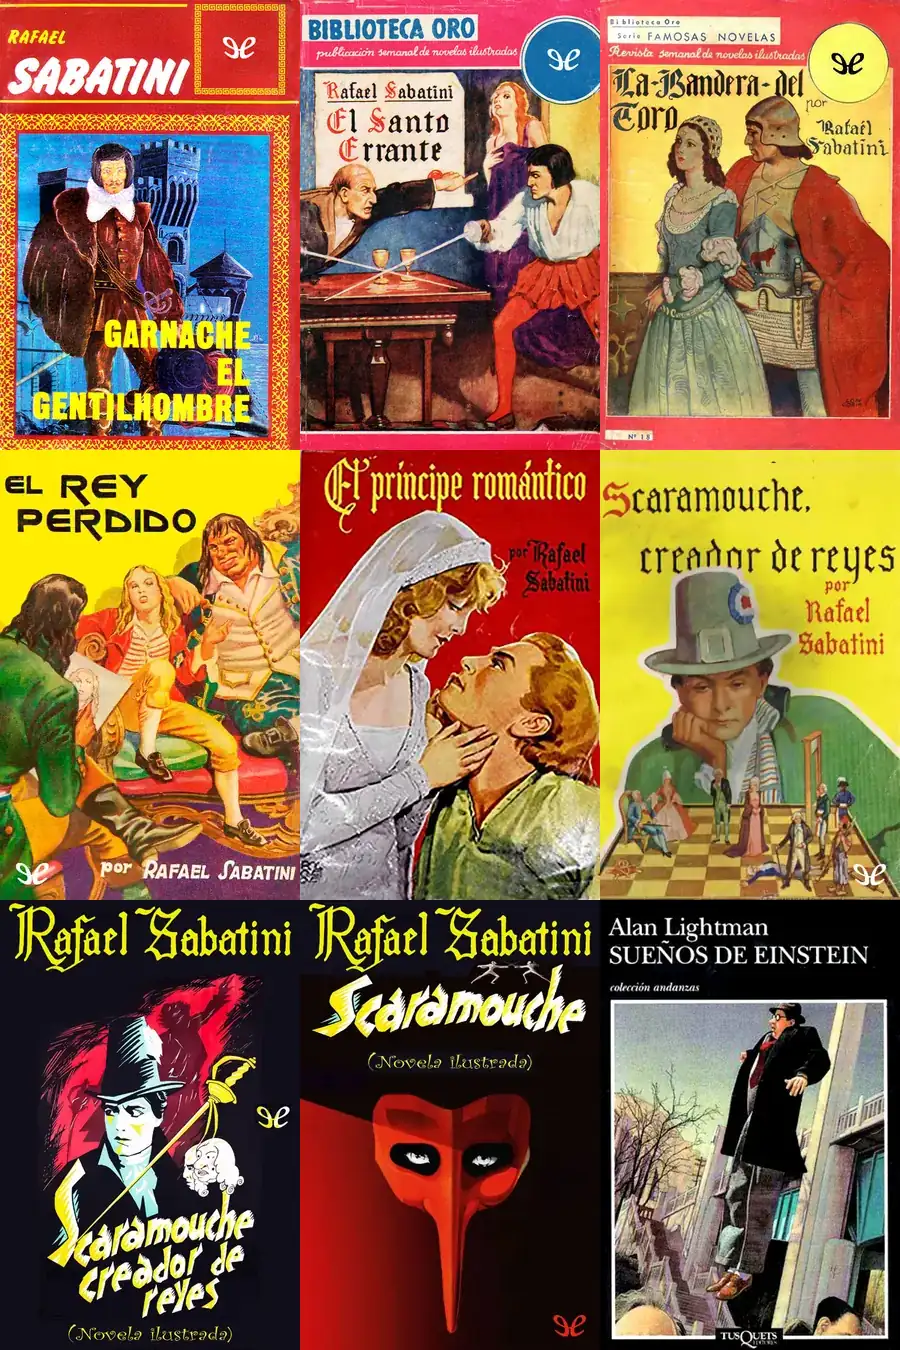 RAFAEL
SABATINI
GARNACHE
EL
GENTILHOMBRE
BIBLIOTECA ORO
publicación semanal de novelas ilustradas
Rafael Sabatini
El Santo
Errante
Biblioteca Oro
Serie FAMOSAS NOVELAS
Revista semanal de novelas ilustradas
La-Bandera-del
Toro
por
Rafael
Sabatini
Nº 18
EL REY
PERDIDO
por RAFAEL SABATINI
El príncipe romántico
por Rafael
Sabatini
Scaramouche,
creador de reyes
por
Rafael
Sabatini
Rafael Sabatini
Scaramouche
creador de
reyes
(Novela ilustrada)
Rafael Sabatini
Scaramouche
(Novela ilustrada)
Alan Lightman
SUEÑOS DE EINSTEIN
colección andanzas
TUSQUETS
EDITORES